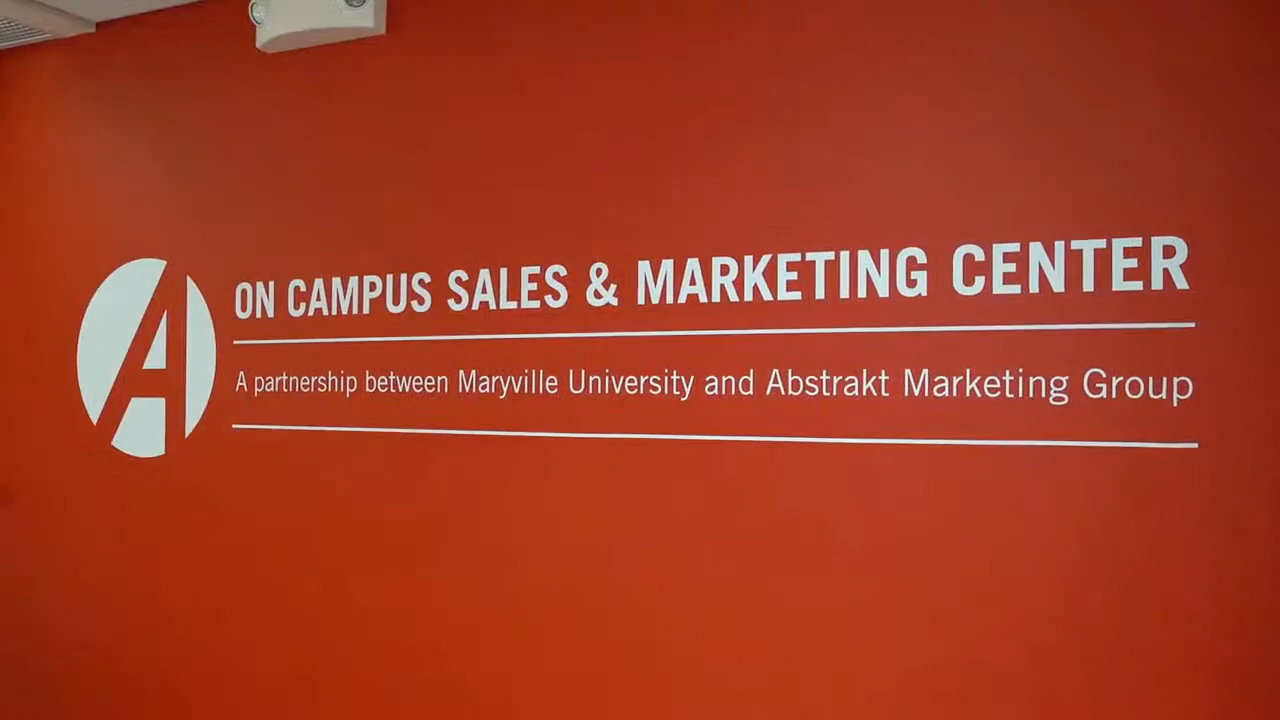 A
ON CAMPUS SALES & MARKETING CENTER
A partnership between Maryville University and Abstrakt Marketing Group